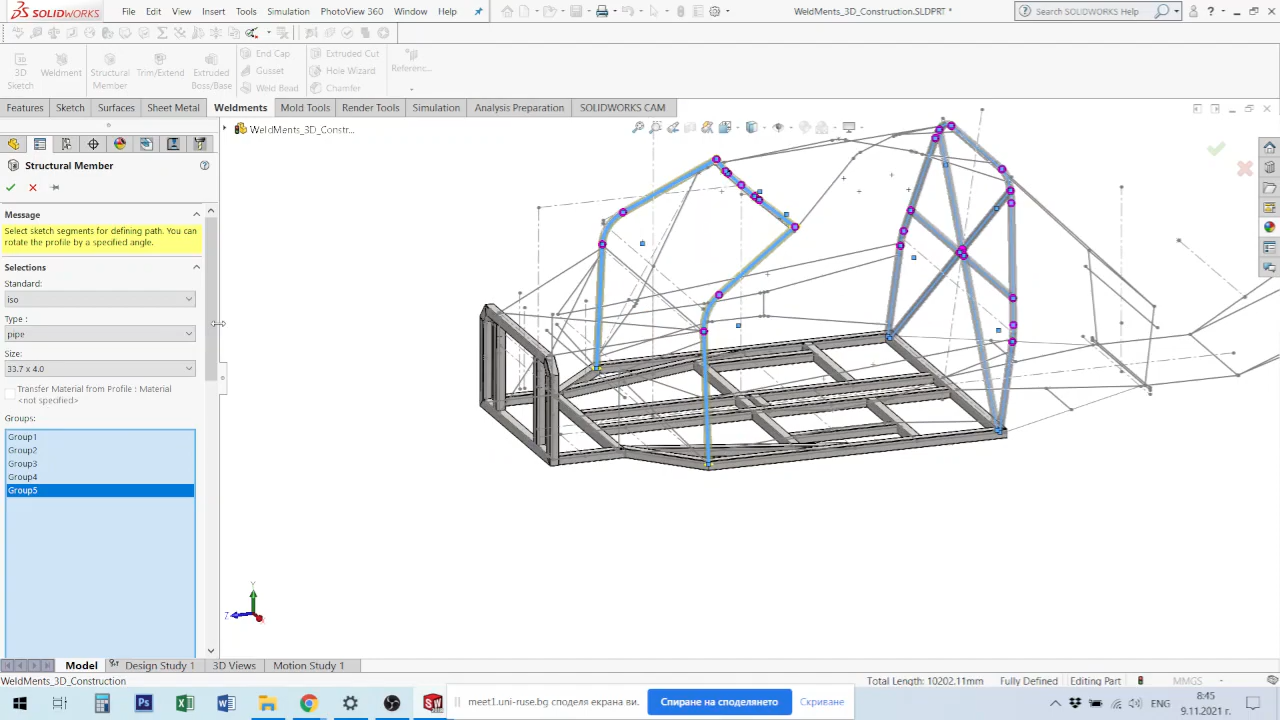 SOLIDWORKS File Edit View Insert Tools Simulation PhotoView 360 Window Help WeldMents_3D_Construction.SLDPRT * Search SOLIDWORKS Help
3D Sketch
Weldment
Structural Member
Trim/Extend
Extruded Boss/Base
End Cap
Gusset
Weld Bead
Extruded Cut
Hole Wizard
Chamfer
Referenc...
Features Sketch Surfaces Sheet Metal Weldments Mold Tools Render Tools Simulation Analysis Preparation SOLIDWORKS CAM
WeldMents_3D_Constr...
Structural Member
Message
Select sketch segments for defining path. You can
rotate the profile by a specified angle.
Selections
Standard:
iso
Type :
pipe
Size:
33.7 x 4.0
Transfer Material from Profile : Material
<not specified>
Groups:
Group1
Group2
Group3
Group4
Group5
Y
Z
Model Design Study 1 3D Views Motion Study 1
WeldMents_3D_Construction Total Length: 10202.11mm Fully Defined Editing Part MMGS
meet1.uni-ruse.bg споделя екрана ви. Спиране на споделянето Скриване
ENG
8:45
9.11.2021 г.